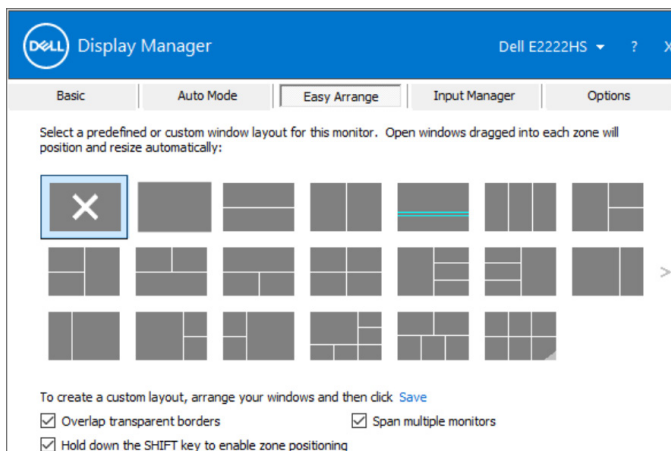 DELL Display Manager Dell E2222HS ? X
Basic Auto Mode Easy Arrange Input Manager Options
Select a predefined or custom window layout for this monitor. Open windows dragged into each zone will
position and resize automatically:
>
To create a custom layout, arrange your windows and then click Save
Overlap transparent borders Span multiple monitors
Hold down the SHIFT key to enable zone positioning